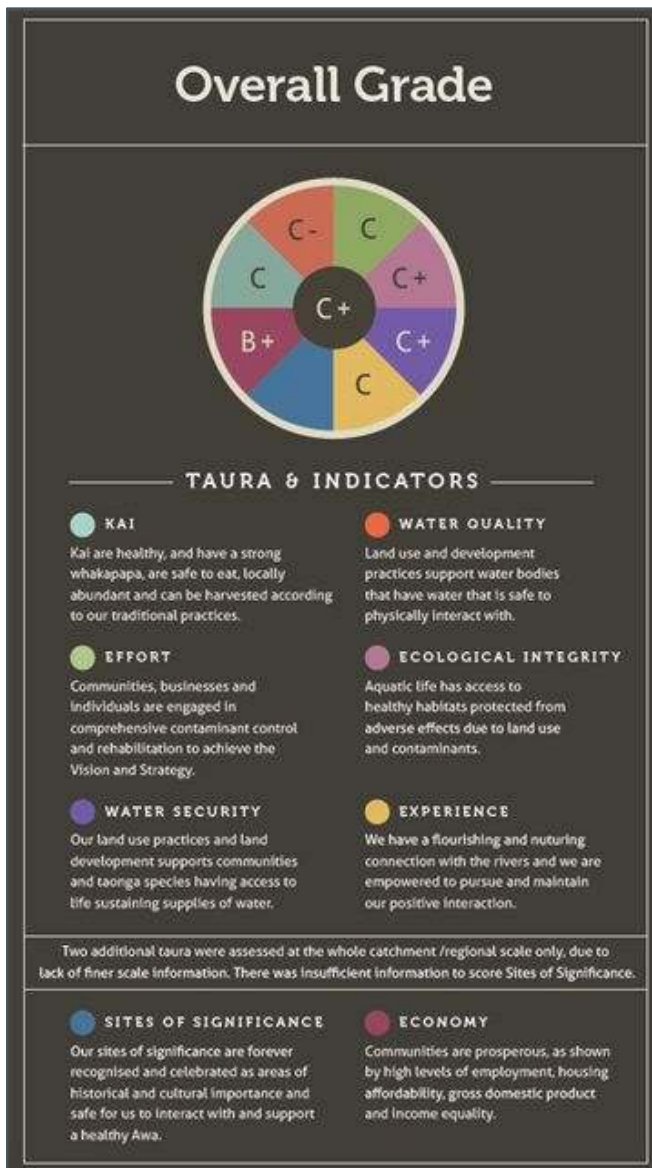 Overall Grade
C-
C
C
C+
C+
B+
C+
C
TAURA & INDICATORS
KAI
Kai are healthy, and have a strong
whakapapa, are safe to eat, locally
abundant and can be harvested according
to our traditional practices.
WATER QUALITY
Land use and development
practices support water bodies
that have water that is safe to
physically interact with.
EFFORT
Communities, businesses and
individuals are engaged in
comprehensive contaminant control
and rehabilitation to achieve the
Vision and Strategy.
ECOLOGICAL INTEGRITY
Aquatic life has access to
healthy habitats protected from
adverse effects due to land use
and contaminants.
WATER SECURITY
Our land use practices and land
development supports communities
and taonga species having access to
life sustaining supplies of water.
EXPERIENCE
We have a flourishing and nuturing
connection with the rivers and we are
empowered to pursue and maintain
our positive interaction.
Two additional taura were assessed at the whole catchment /regional scale only, due to
lack of finer scale information. There was insufficient information to score Sites of Significance.
SITES OF SIGNIFICANCE
Our sites of significance are forever
recognised and celebrated as areas of
historical and cultural importance and
safe for us to interact with and support
a healthy Awa.
ECONOMY
Communities are prosperous, as shown
by high levels of employment, housing
affordability, gross domestic product
and income equality.